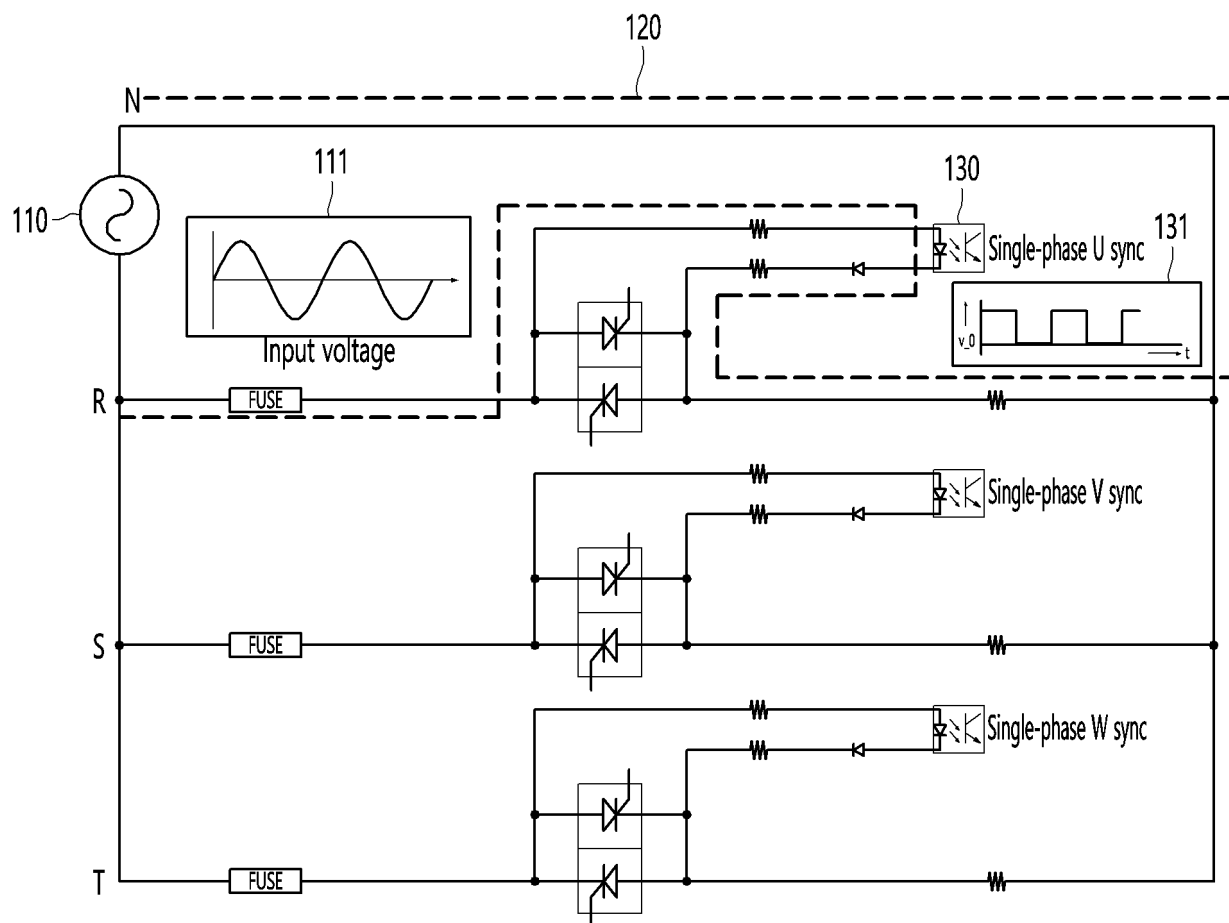 120
N
111
130
110
Single-phase U sync
131
v_0
t
Input voltage
R
FUSE
Single-phase V sync
S
FUSE
Single-phase W sync
T
FUSE